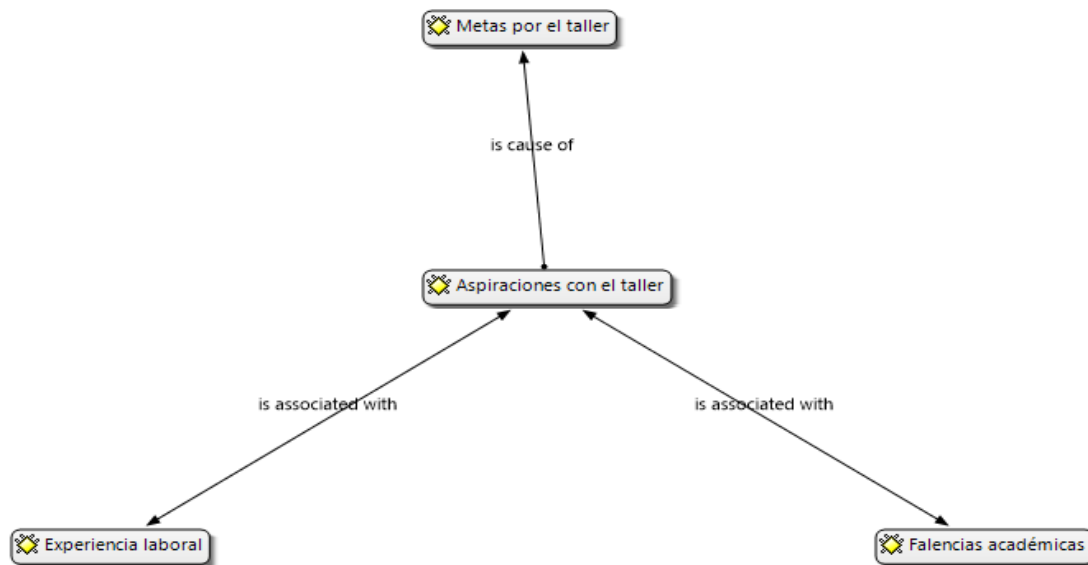 Metas por el taller
is cause of
Aspiraciones con el taller
is associated with
is associated with
Experiencia laboral
Falencias académicas